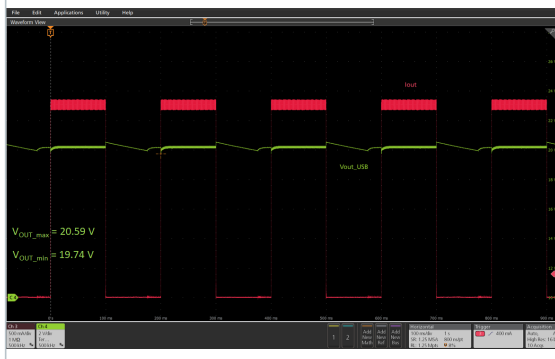 File Edit Applications Utility Help
Waveform View
T
Iout
Vout_USB
VOUT_max = 20.59 V
VOUT_min = 19.74 V
0 s 100 ms 200 ms 300 ms 400 ms 500 ms 600 ms 700 ms 800 ms
Ch 3
500 mA/div
1 MΩ
500 kHz
Ch 4
2 V/div
500 kHz
1 2
Add New Math
Add New Ref
Add New Bus
Horizontal
100 ms/div 1 s
SR: 1.25 MS/s 800 ns/pt
RL: 1.25 Mpts 0%
Trigger
400 mA
Acquisition
Auto,